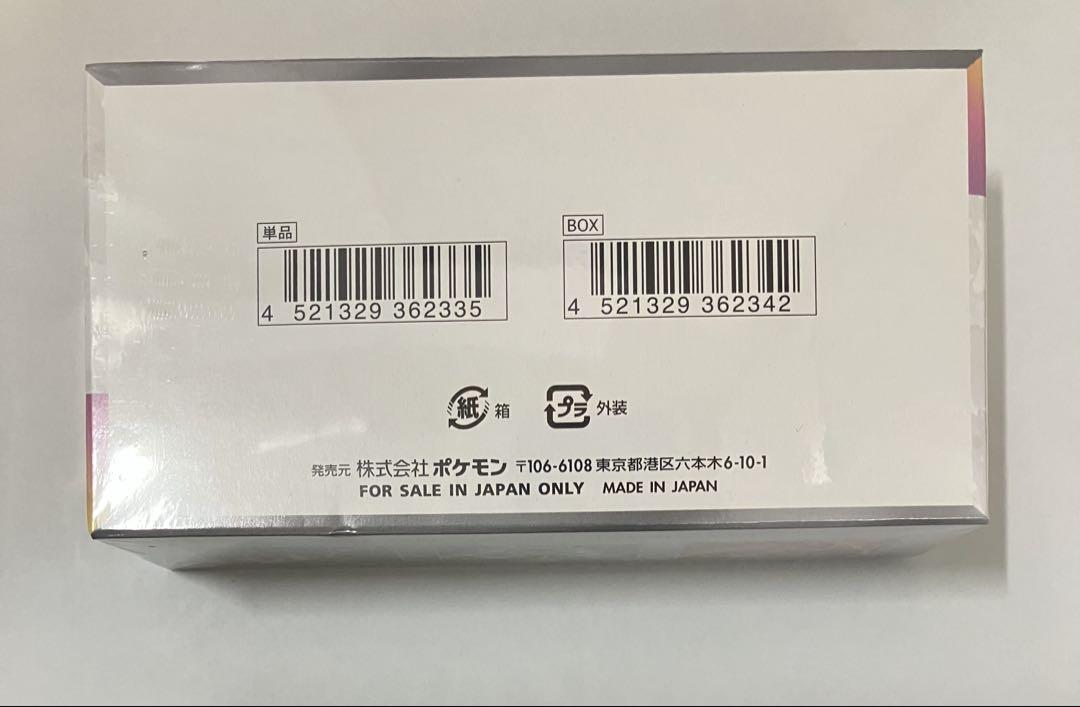 単品
4 521329 362335
BOX
4 521329 362342
紙 箱 プラ 外装
発売元 株式会社 ポケモン 〒106-6108 東京都港区六本木6-10-1
FOR SALE IN JAPAN ONLY MADE IN JAPAN